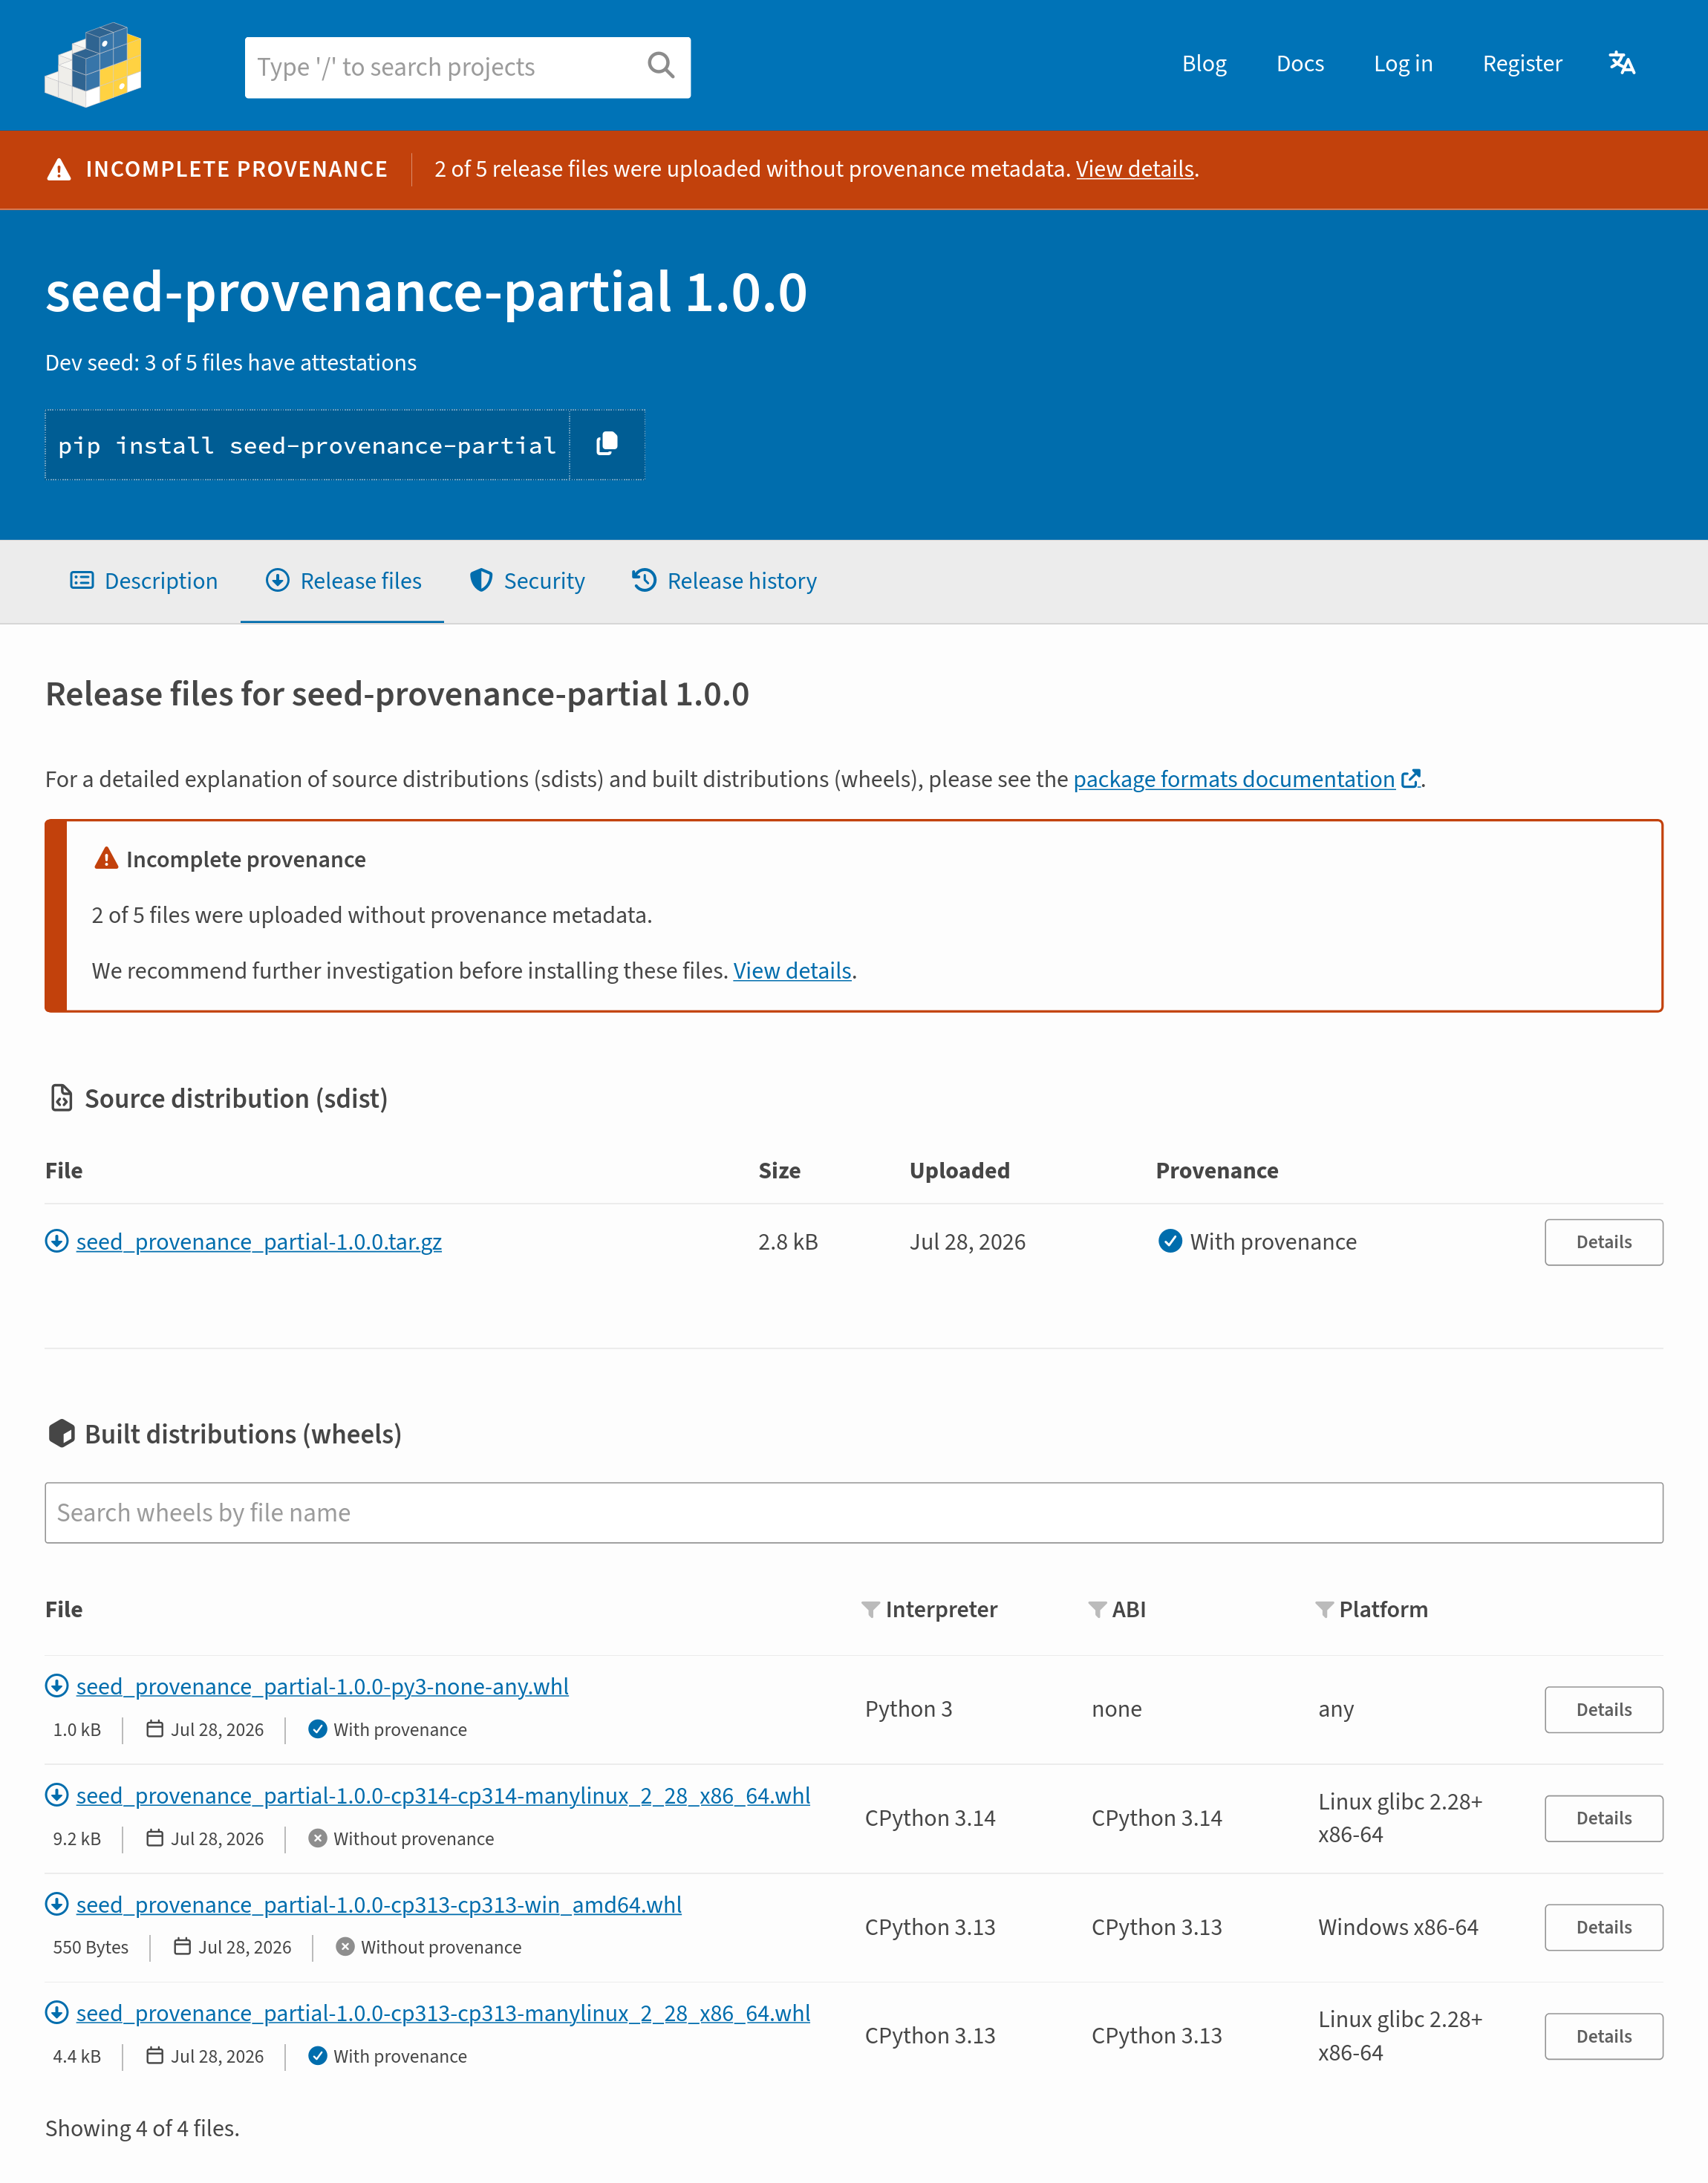 Type '/' to search projects
Blog
Docs
Log in
Register
INCOMPLETE PROVENANCE
2 of 5 release files were uploaded without provenance metadata. View details.
seed-provenance-partial 1.0.0
Dev seed: 3 of 5 files have attestations
pip install seed-provenance-partial
Description
Release files
Security
Release history
Release files for seed-provenance-partial 1.0.0
For a detailed explanation of source distributions (sdists) and built distributions (wheels), please see the package formats documentation.
Incomplete provenance
2 of 5 files were uploaded without provenance metadata.
We recommend further investigation before installing these files. View details.
Source distribution (sdist)
File Size Uploaded Provenance
seed_provenance_partial-1.0.0.tar.gz 2.8 kB Jul 28, 2026 With provenance Details
Built distributions (wheels)
Search wheels by file name
File Interpreter ABI Platform
seed_provenance_partial-1.0.0-py3-none-any.whl
1.0 kB Jul 28, 2026 With provenance
Python 3 none any Details
seed_provenance_partial-1.0.0-cp314-cp314-manylinux_2_28_x86_64.whl
9.2 kB Jul 28, 2026 Without provenance
CPython 3.14 CPython 3.14
Linux glibc 2.28+
x86-64
Details
seed_provenance_partial-1.0.0-cp313-cp313-win_amd64.whl
550 Bytes Jul 28, 2026 Without provenance
CPython 3.13 CPython 3.13 Windows x86-64 Details
seed_provenance_partial-1.0.0-cp313-cp313-manylinux_2_28_x86_64.whl
4.4 kB Jul 28, 2026 With provenance
CPython 3.13 CPython 3.13
Linux glibc 2.28+
x86-64
Details
Showing 4 of 4 files.